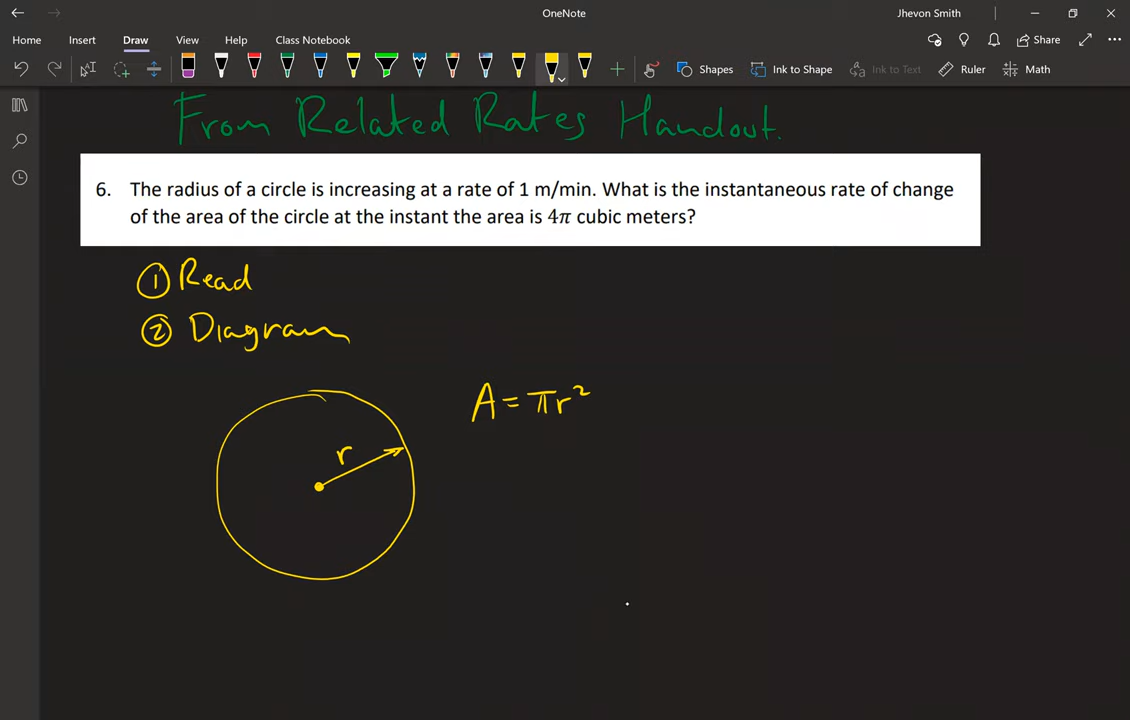 OneNote
Jhevon Smith
Home Insert Draw View Help Class Notebook
Share
Shapes Ink to Shape Ink to Text Ruler Math
From Related Rates Handout.
6. The radius of a circle is increasing at a rate of 1 m/min. What is the instantaneous rate of change
of the area of the circle at the instant the area is 4π cubic meters?
① Read
② Diagram
A = πr²
r